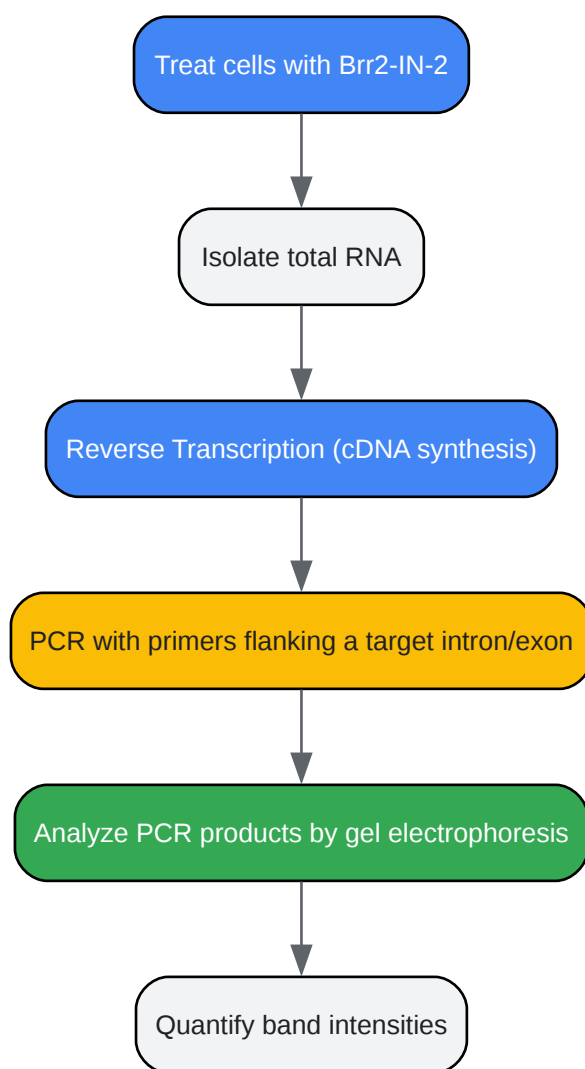 Treat cells with Brr2-IN-2
Isolate total RNA
Reverse Transcription (cDNA synthesis)
PCR with primers flanking a target intron/exon
Analyze PCR products by gel electrophoresis
Quantify band intensities